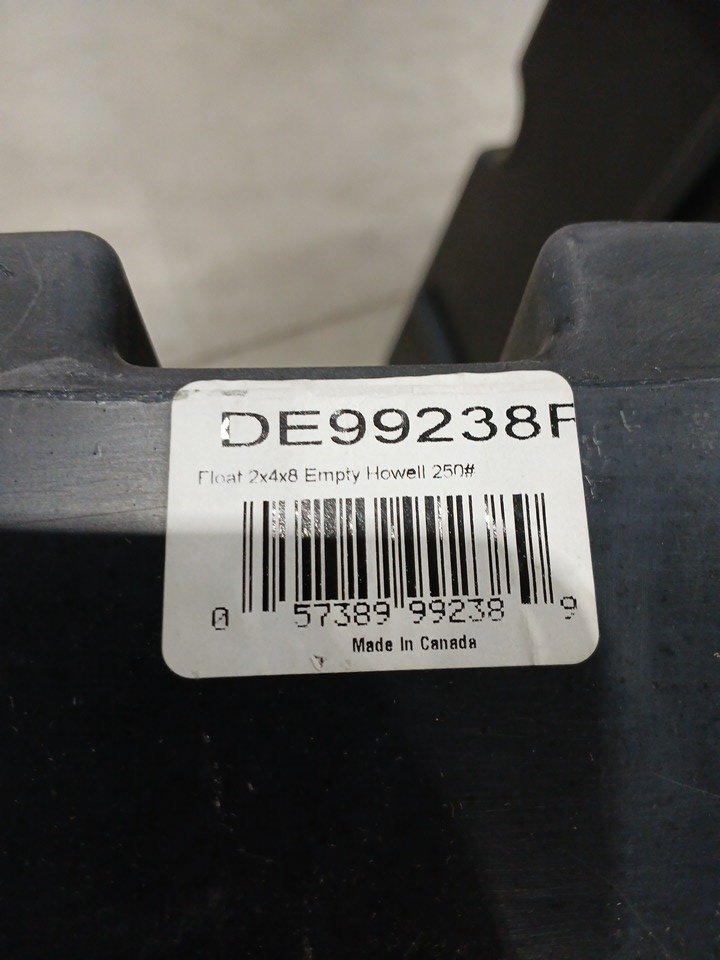 DE99238F
Float 2x4x8 Empty Howell 250#
0 57389 99238 9
Made In Canada